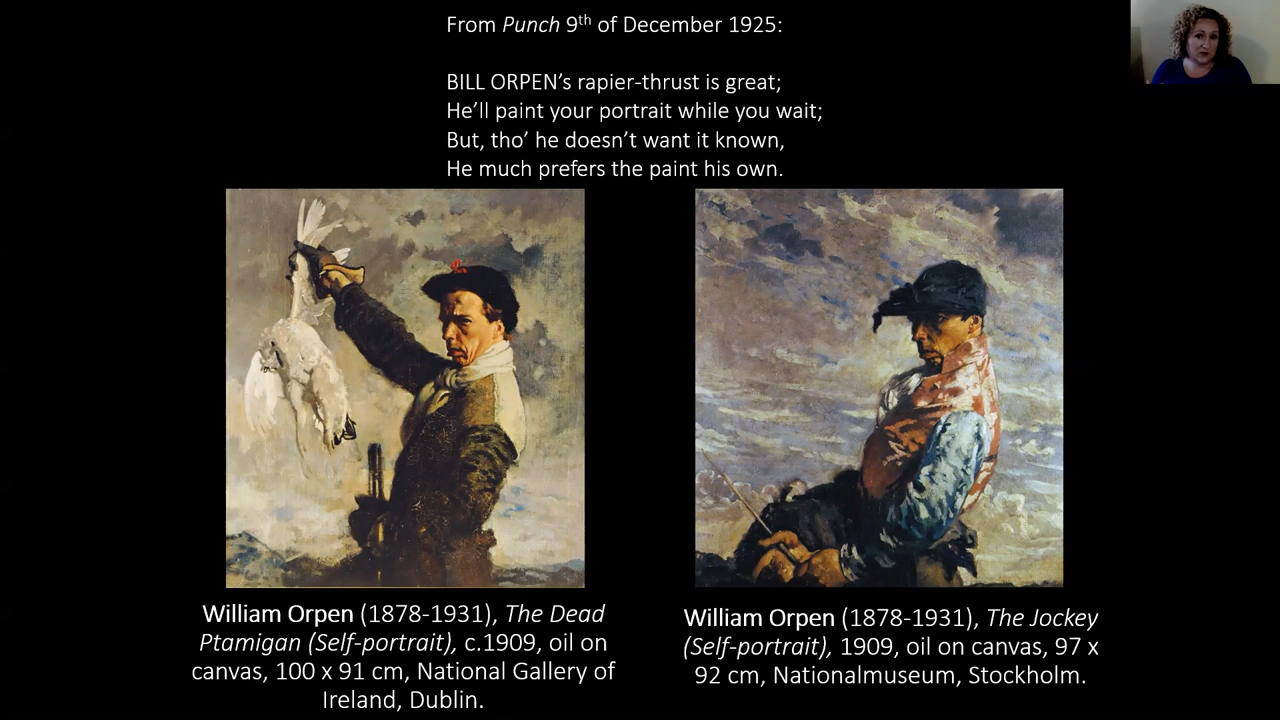 From Punch 9th of December 1925:
BILL ORPEN’s rapier-thrust is great;
He’ll paint your portrait while you wait;
But, tho’ he doesn’t want it known,
He much prefers the paint his own.
William Orpen (1878-1931), The Dead
Ptamigan (Self-portrait), c.1909, oil on
canvas, 100 x 91 cm, National Gallery of
Ireland, Dublin.
William Orpen (1878-1931), The Jockey
(Self-portrait), 1909, oil on canvas, 97 x
92 cm, Nationalmuseum, Stockholm.